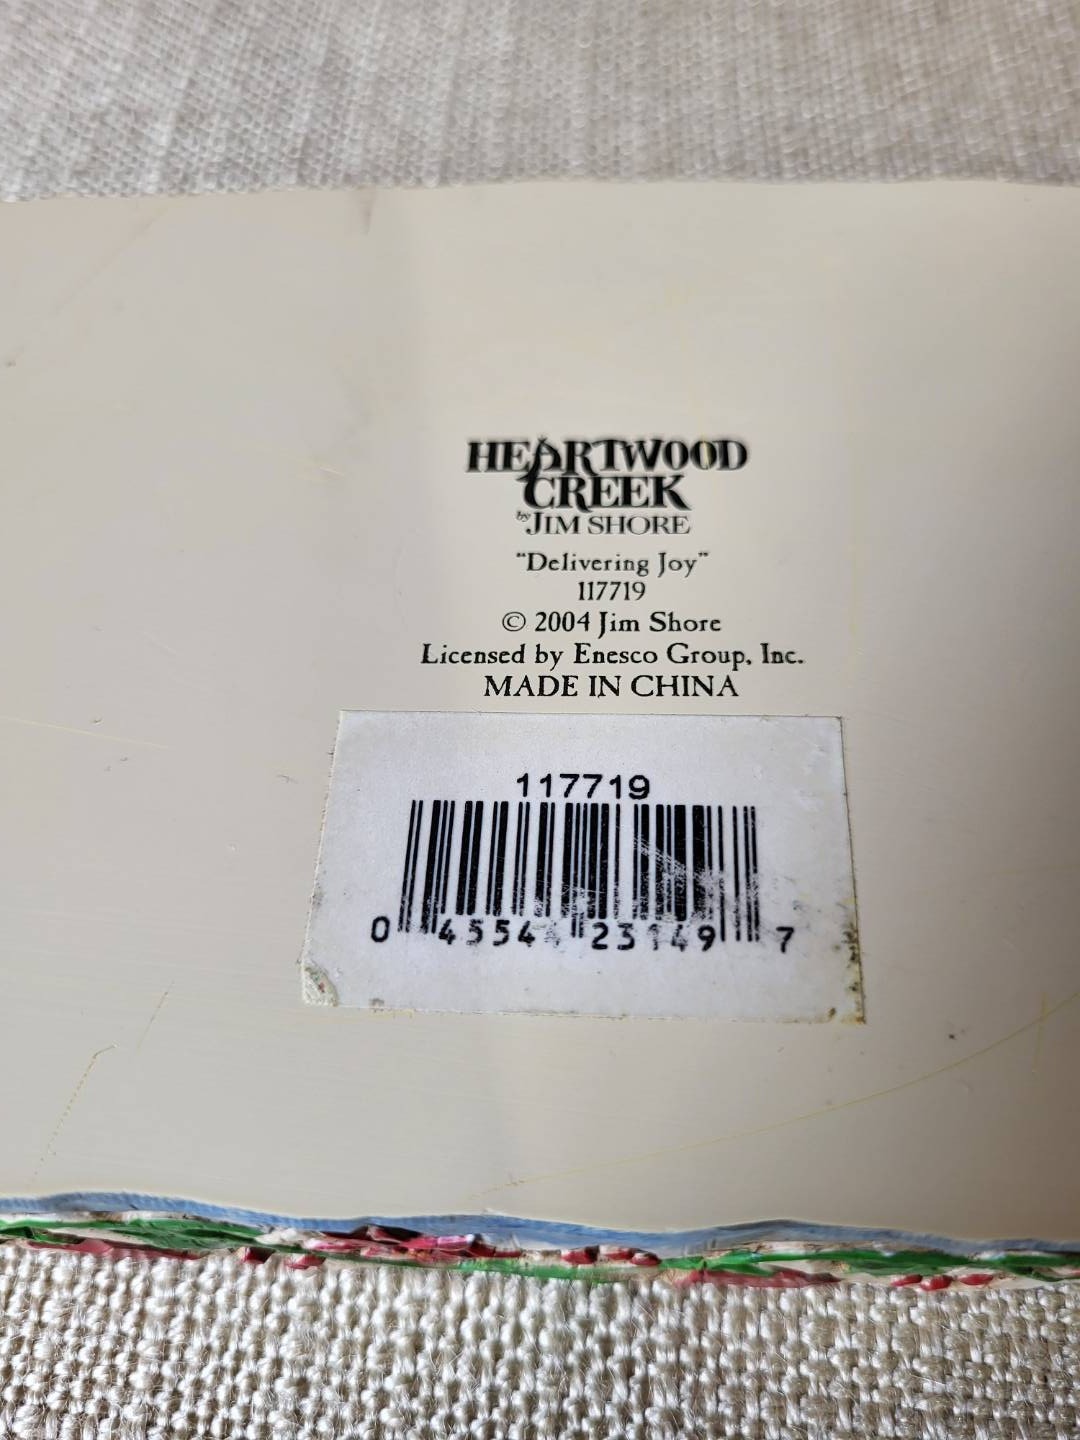 HEARTWOOD
CREEK
by JIM SHORE
"Delivering Joy"
117719
© 2004 Jim Shore
Licensed by Enesco Group, Inc.
MADE IN CHINA
117719
0 45544 23149 7